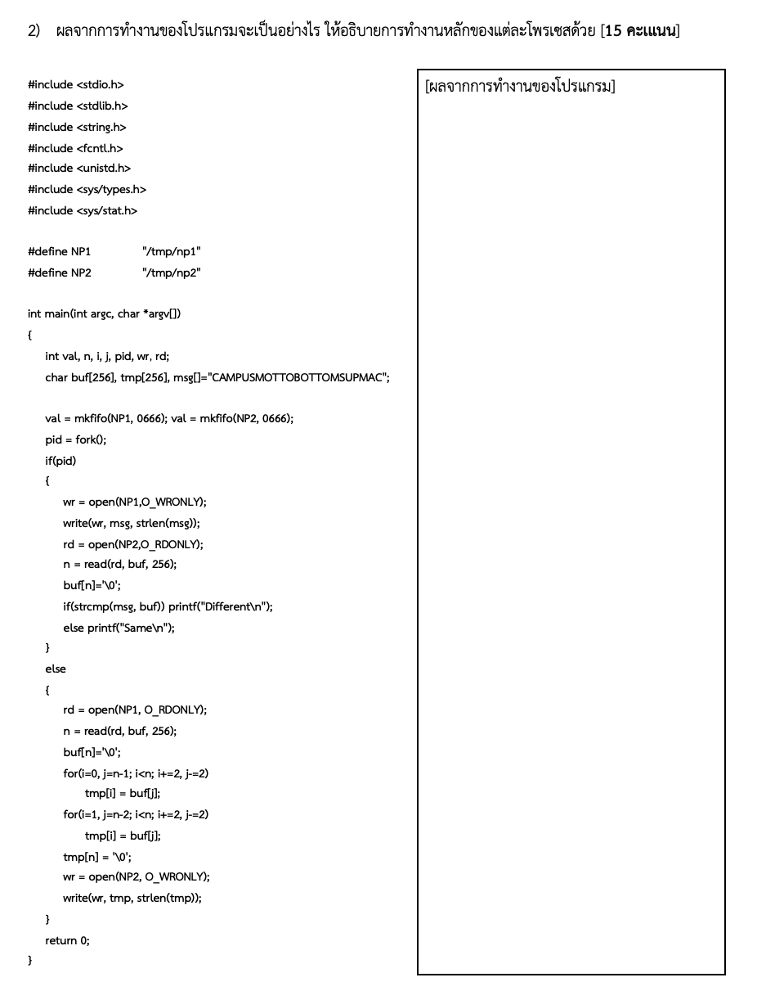 2) ผลจากการทำงานของโปรแกรมจะเป็นอย่างไร ให้อธิบายการทำงานหลักของแต่ละโพรเซสด้วย [15 คะแนน]
[ผลจากการทำงานของโปรแกรม]
#include <stdio.h>
#include <stdlib.h>
#include <string.h>
#include <fcntl.h>
#include <unistd.h>
#include <sys/types.h>
#include <sys/stat.h>
#define NP1 "/tmp/np1"
#define NP2 "/tmp/np2"
int main(int argc, char *argv[])
{
int val, n, i, j, pid, wr, rd;
char buf[256], tmp[256], msg[]="CAMPUSMOTTOBOTTOMSUPMAC";
val = mkfifo(NP1, 0666); val = mkfifo(NP2, 0666);
pid = fork();
if(pid)
{
wr = open(NP1,O_WRONLY);
write(wr, msg, strlen(msg));
rd = open(NP2,O_RDONLY);
n = read(rd, buf, 256);
buf[n]='\0';
if(strcmp(msg, buf)) printf("Different\n");
else printf("Same\n");
}
else
{
rd = open(NP1, O_RDONLY);
n = read(rd, buf, 256);
buf[n]='\0';
for(i=0, j=n-1; i<n; i+=2, j-=2)
tmp[i] = buf[j];
for(i=1, j=n-2; i<n; i+=2, j-=2)
tmp[i] = buf[j];
tmp[n] = '\0';
wr = open(NP2, O_WRONLY);
write(wr, tmp, strlen(tmp));
}
return 0;
}